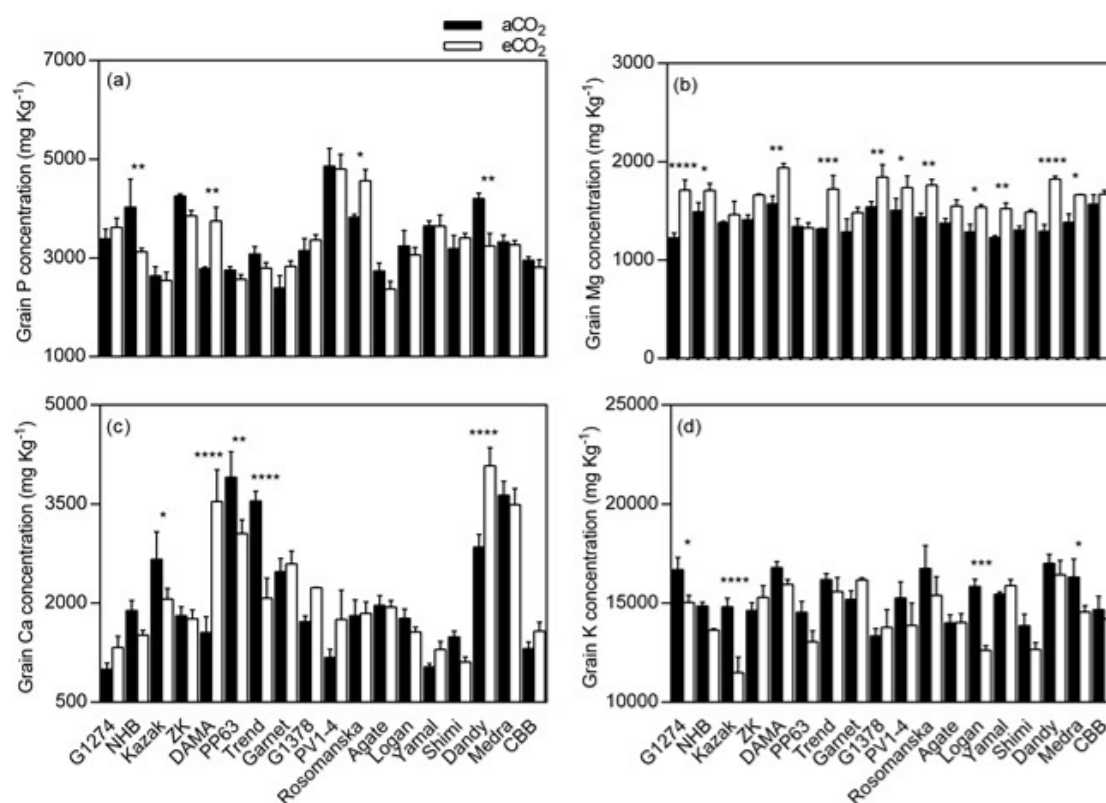 aCO₂
eCO₂
(a)
Grain P concentration (mg Kg⁻¹)
7000
5000
3000
1000
**
**
*
**
(b)
Grain Mg concentration (mg Kg⁻¹)
3000
2000
1000
0
****
*
**
***
**
*
**
*
**
****
*
(c)
Grain Ca concentration (mg Kg⁻¹)
5000
3500
2000
500
*
****
**
****
****
G1274
NHB
Kazak
ZK
DAMA
PP63
Trend
Garnet
G1378
PV1-4
Rosomanska
Agate
Logan
Yamal
Shimi
Dandy
Medra
CBB
(d)
Grain K concentration (mg Kg⁻¹)
25000
20000
15000
10000
*
****
***
*
G1274
NHB
Kazak
ZK
DAMA
PP63
Trend
Garnet
G1378
PV1-4
Rosomanska
Agate
Logan
Yamal
Shimi
Dandy
Medra
CBB